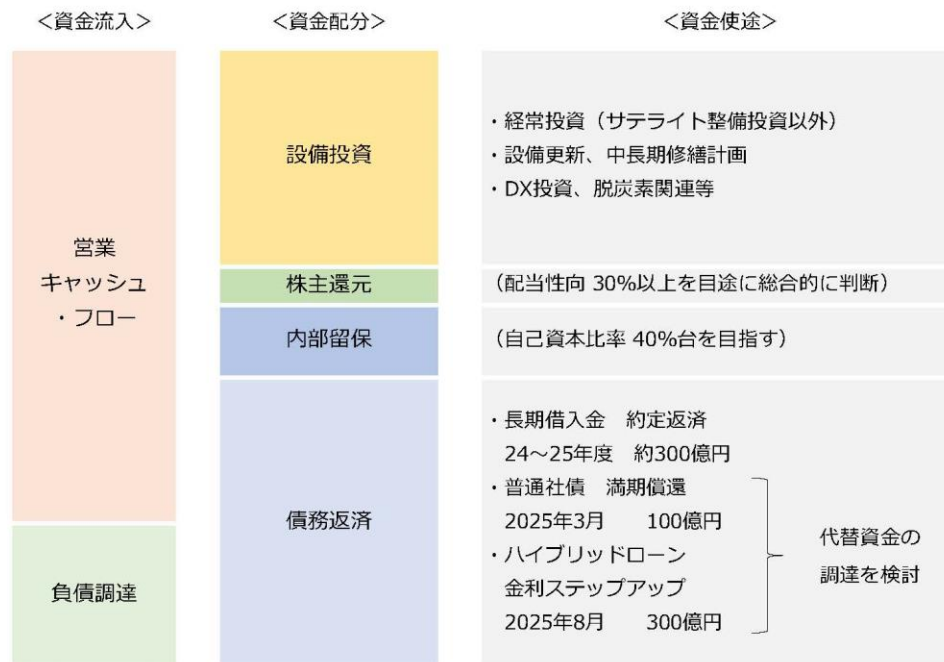 ＜資金流入＞
＜資金配分＞
＜資金使途＞
営業
キャッシュ
・フロー
負債調達
設備投資
株主還元
内部留保
債務返済
・経常投資（サテライト整備投資以外）
・設備更新、中長期修繕計画
・DX投資、脱炭素関連等
（配当性向 30%以上を目途に総合的に判断）
（自己資本比率 40%台を目指す）
・長期借入金　約定返済
24～25年度　約300億円
・普通社債　満期償還
2025年3月　　100億円
・ハイブリッドローン
金利ステップアップ
2025年8月　　300億円
代替資金の
調達を検討